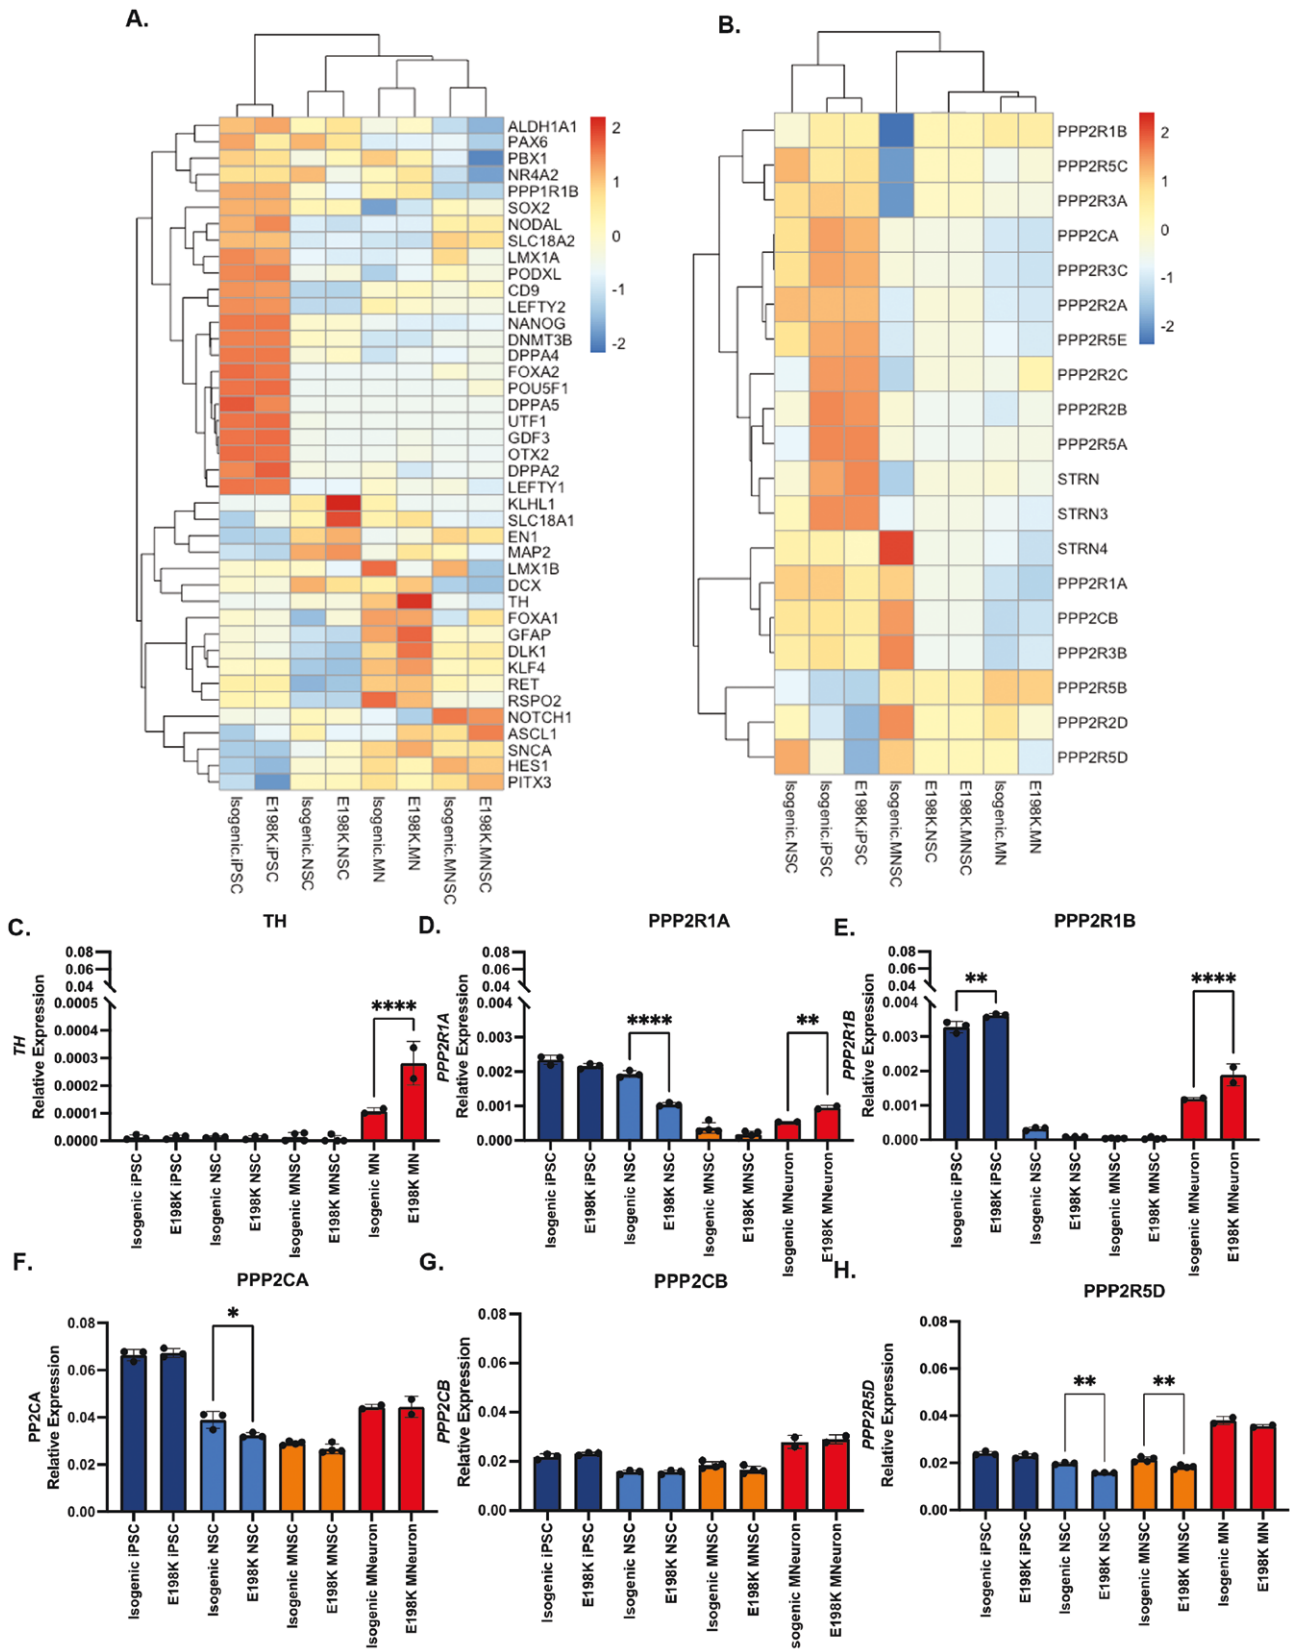 A.
ALDH1A1
PAX6
PBX1
NR4A2
PPP1R1B
SOX2
NODAL
SLC18A2
LMX1A
PODXL
CD9
LEFTY2
NANOG
DNMT3B
DPPA4
FOXA2
POU5F1
DPPA5
UTF1
GDF3
OTX2
DPPA2
LEFTY1
KLHL1
SLC18A1
EN1
MAP2
LMX1B
DCX
TH
FOXA1
GFAP
DLK1
KLF4
RET
RSPO2
NOTCH1
ASCL1
SNCA
HES1
PITX3
2
1
0
-1
-2
Isogenic.iPSC
E198K.iPSC
Isogenic.NSC
E198K.NSC
Isogenic.MN
E198K.MN
Isogenic.MNSC
E198K.MNSC
B.
PPP2R1B
PPP2R5C
PPP2R3A
PPP2CA
PPP2R3C
PPP2R2A
PPP2R5E
PPP2R2C
PPP2R2B
PPP2R5A
STRN
STRN3
STRN4
PPP2R1A
PPP2CB
PPP2R3B
PPP2R5B
PPP2R2D
PPP2R5D
2
1
0
-1
-2
Isogenic.NSC
Isogenic.iPSC
E198K.iPSC
Isogenic.MNSC
E198K.NSC
E198K.MNSC
Isogenic.MN
E198K.MN
C.
TH
TH
Relative Expression
0.08
0.06
0.04
0.0005
0.0004
0.0003
0.0002
0.0001
0.0000
****
Isogenic iPSC
E198K iPSC
Isogenic NSC
E198K NSC
Isogenic MNSC
E198K MNSC
Isogenic MN
E198K MN
D.
PPP2R1A
PPP2R1A
Relative Expression
0.08
0.06
0.04
0.004
0.003
0.002
0.001
0.000
****
**
Isogenic iPSC
E198K iPSC
Isogenic NSC
E198K NSC
Isogenic MNSC
E198K MNSC
Isogenic MNeuron
E198K MNeuron
E.
PPP2R1B
PPP2R1B
Relative Expression
0.08
0.06
0.04
0.004
0.003
0.002
0.001
0.000
**
****
Isogenic iPSC
E198K iPSC
Isogenic NSC
E198K NSC
Isogenic MNSC
E198K MNSC
Isogenic MNeuron
E198K MNeuron
F.
PPP2CA
PP2CA
Relative Expression
0.08
0.06
0.04
0.02
0.00
*
Isogenic iPSC
E198K iPSC
Isogenic NSC
E198K NSC
Isogenic MNSC
E198K MNSC
Isogenic MNeuron
E198K MNeuron
G.
PPP2CB
PPP2CB
Relative Expression
0.08
0.06
0.04
0.02
0.00
Isogenic iPSC
E198K iPSC
Isogenic NSC
E198K NSC
Isogenic MNSC
E198K MNSC
sogenic MNeuron
E198K MNeuron
H.
PPP2R5D
PPP2R5D
Relative Expression
0.08
0.06
0.04
0.02
0.00
**
**
Isogenic iPSC
E198K iPSC
Isogenic NSC
E198K NSC
Isogenic MNSC
E198K MNSC
Isogenic MN
E198K MN